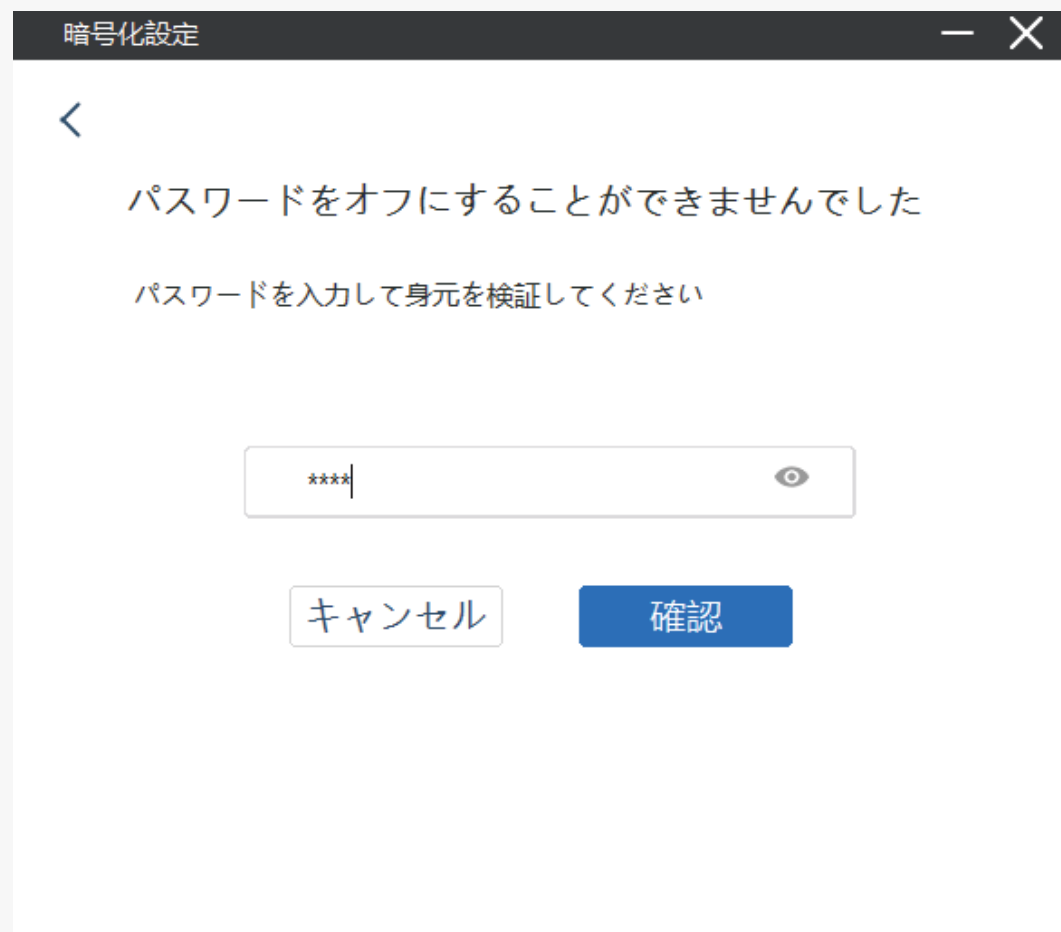 暗号化設定
パスワードをオフにすることができませんでした
パスワードを入力して身元を検証してください
****
キャンセル
確認